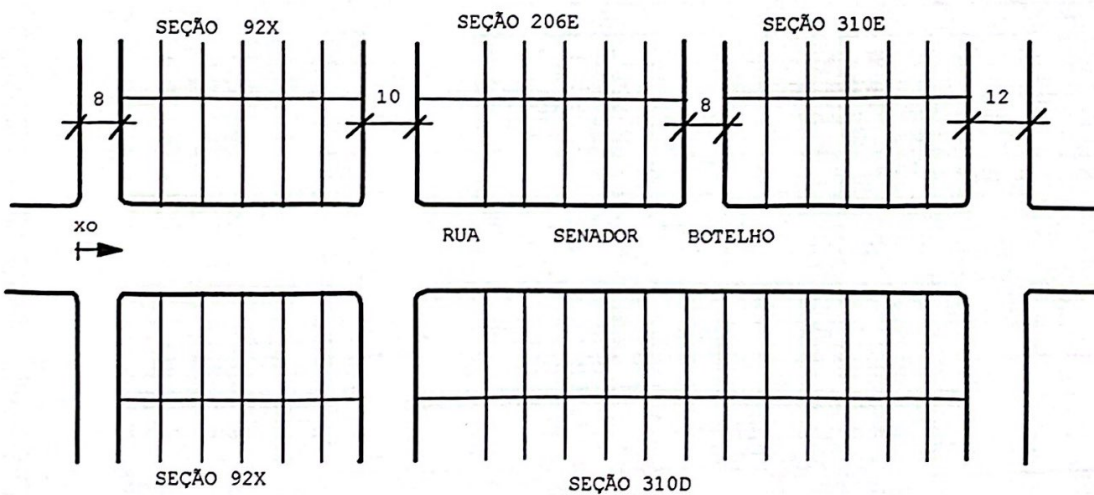 SEÇÃO 92X
SEÇÃO 206E
SEÇÃO 310E
8
10
8
12
xo
RUA SENADOR BOTELHO
SEÇÃO 92X
SEÇÃO 310D